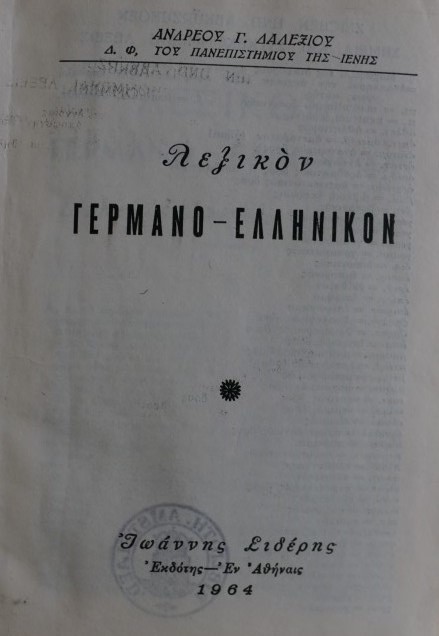 ΑΝΔΡΕΟΥ Γ. ΔΑΛΕΞΙΟΥ
Δ. Φ. ΤΟΥ ΠΑΝΕΠΙΣΤΗΜΙΟΥ ΤΗΣ ΙΕΝΗΣ
Λεξικὸν
ΓΕΡΜΑΝΟ-ΕΛΛΗΝΙΚΟΝ
Ἰωάννης Σιδέρης
Ἐκδότης—Ἐν Ἀθήναις
1964